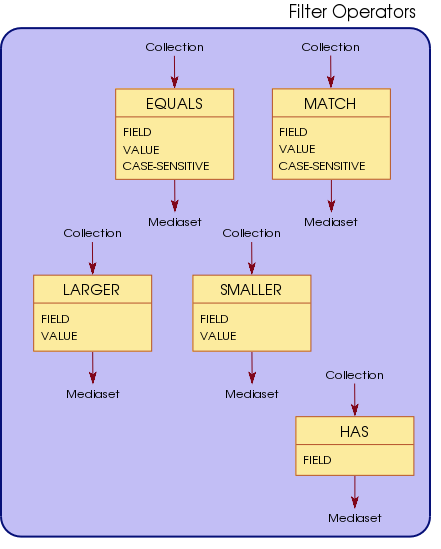 Filter Operators
Collection
EQUALS
FIELD
VALUE
CASE-SENSITIVE
Mediaset
Collection
MATCH
FIELD
VALUE
CASE-SENSITIVE
Mediaset
Collection
LARGER
FIELD
VALUE
Mediaset
Collection
SMALLER
FIELD
VALUE
Mediaset
Collection
HAS
FIELD
Mediaset